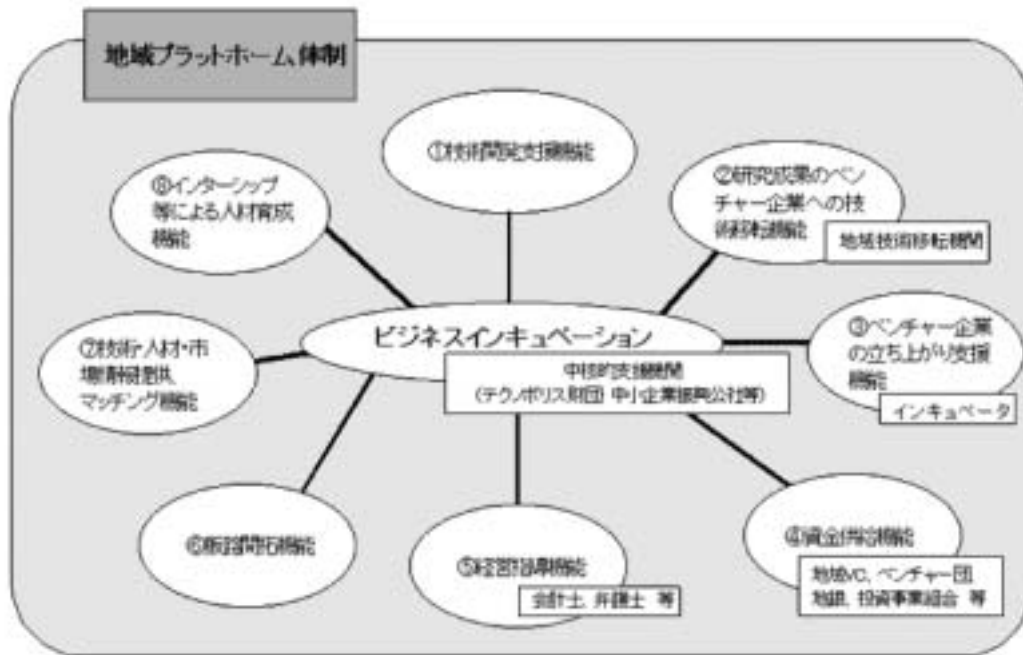 地域プラットホーム体制
①技術開発支援機能
②研究成果のベン
チャー企業への技
術移転機能
地域技術移転機関
③ベンチャー企業
の立ち上がり支援
機能
インキュベータ
④資金供給機能
地域VC、ベンチャー団
地銀、投資事業組合 等
⑤経営指導機能
会計士、弁護士 等
⑥販路開拓機能
⑦技術・人材・市
場情報提供、
マッチング機能
⑧インターシップ
等による人材育成
機能
ビジネスインキュベーション
中核的支援機関
(テクノポリス財団 中小企業振興公社等)